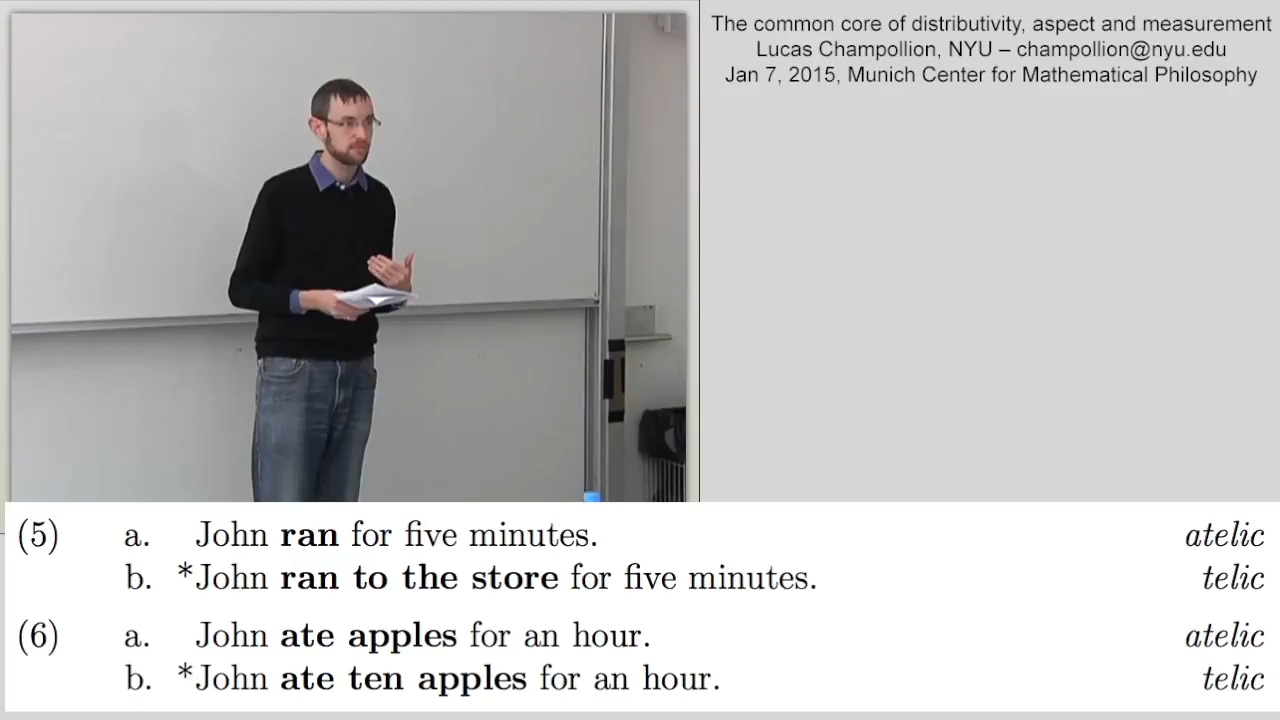 The common core of distributivity, aspect and measurement
Lucas Champollion, NYU – champollion@nyu.edu
Jan 7, 2015, Munich Center for Mathematical Philosophy
(5) a. John ran for five minutes. atelic
b. *John ran to the store for five minutes. telic
(6) a. John ate apples for an hour. atelic
b. *John ate ten apples for an hour. telic